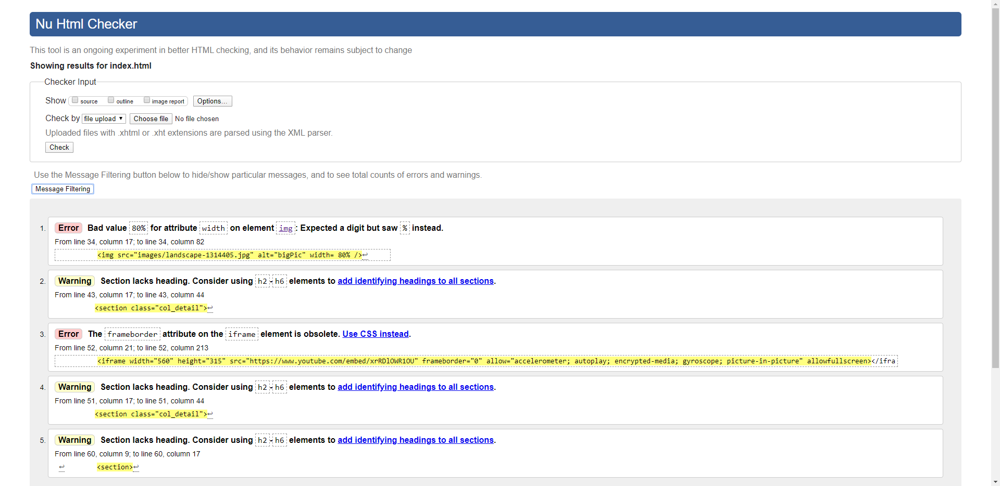 Nu Html Checker
This tool is an ongoing experiment in better HTML checking, and its behavior remains subject to change
Showing results for index.html
Checker Input
Show source outline image report Options...
Check by file upload ▼ Choose file No file chosen
Uploaded files with .xhtml or .xht extensions are parsed using the XML parser.
Check
Use the Message Filtering button below to hide/show particular messages, and to see total counts of errors and warnings.
Message Filtering
1. Error Bad value 80% for attribute width on element img: Expected a digit but saw % instead.
From line 34, column 17; to line 34, column 82
<img src="images/landscape-1314405.jpg" alt="bigPic" width= 80% />↩
2. Warning Section lacks heading. Consider using h2-h6 elements to add identifying headings to all sections.
From line 43, column 17; to line 43, column 44
<section class="col_detail">↩
3. Error The frameborder attribute on the iframe element is obsolete. Use CSS instead.
From line 52, column 21; to line 52, column 213
<iframe width="560" height="315" src="https://www.youtube.com/embed/xrRDlOWR1OU" frameborder="0" allow="accelerometer; autoplay; encrypted-media; gyroscope; picture-in-picture" allowfullscreen></ifra
4. Warning Section lacks heading. Consider using h2-h6 elements to add identifying headings to all sections.
From line 51, column 17; to line 51, column 44
<section class="col_detail">↩
5. Warning Section lacks heading. Consider using h2-h6 elements to add identifying headings to all sections.
From line 60, column 9; to line 60, column 17
↩ <section>↩